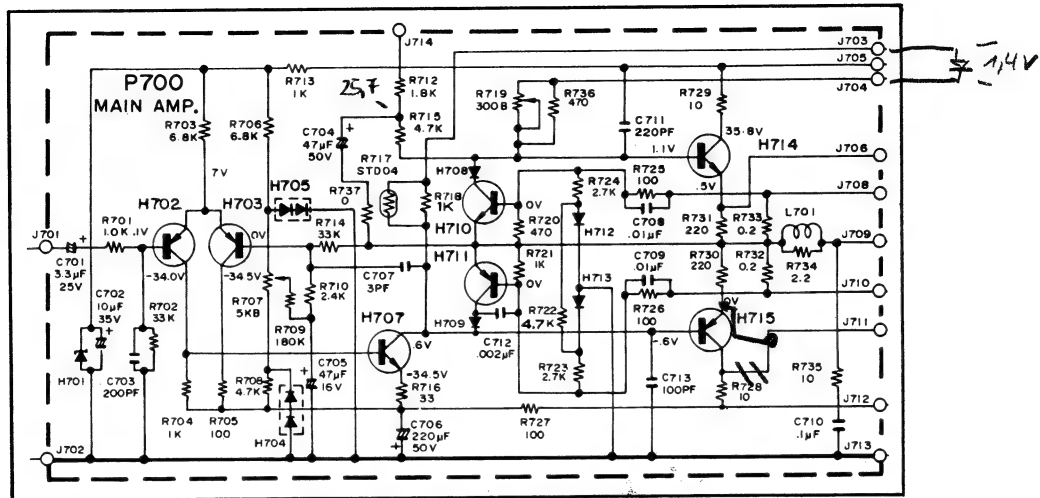 J714
J703
J705
J704
1,4V
P700
MAIN AMP.
R713
1K
25,7
R712
1.8K
R719
300B
R736
470
R729
10
R703
6.8K
R706
6.8K
C704
47µF
50V
R715
4.7K
C711
220PF
35.8V
1.1V
H714
J706
R717
STD04
7V
H705
R737
0
H708
R718
1K
R724
2.7K
R725
100
.5V
J708
H702
H703
H710
0V
R720
470
C708
.01µF
H712
R731
220
R733
0.2
L701
J701
R701
1.0K
.1V
0V
R714
33K
J709
C701
3.3µF
25V
-34.0V
-34.5V
H711
R721
1K
C709
.01µF
R730
220
R732
0.2
R734
2.2
C707
3PF
H713
0V
J710
C702
10µF
35V
R702
33K
R707
5KB
R710
2.4K
H707
R722
4.7K
R726
100
0V
H715
R709
180K
.6V
H709
C712
.002µF
-.6V
J711
H701
C703
200PF
C705
47µF
16V
-34.5V
R723
2.7K
R716
33
C713
100PF
R728
10
R735
10
R704
1K
R705
100
R708
4.7K
H704
C706
220µF
50V
R727
100
J712
C710
.1µF
J702
J713